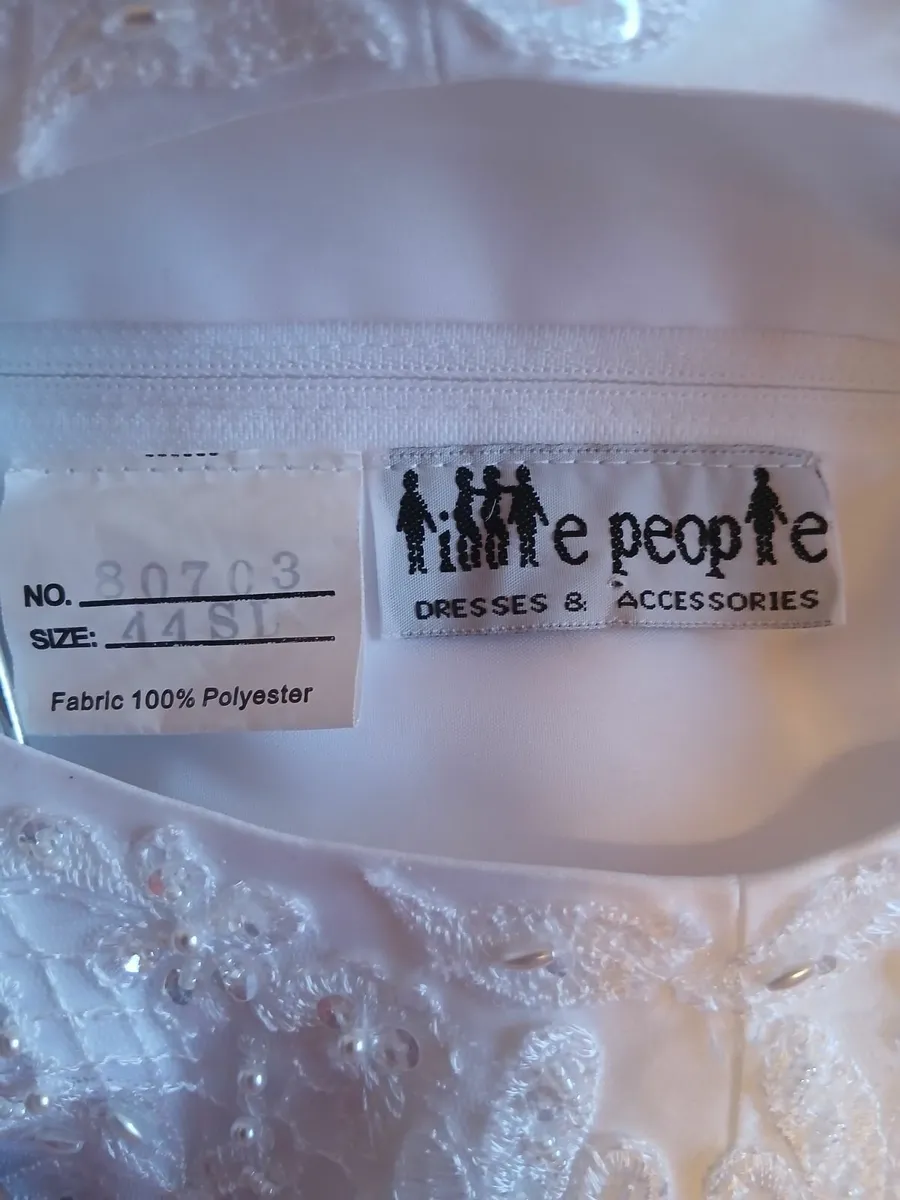 NO. 80703
SIZE: 44SL
Fabric 100% Polyester
little people
DRESSES & ACCESSORIES